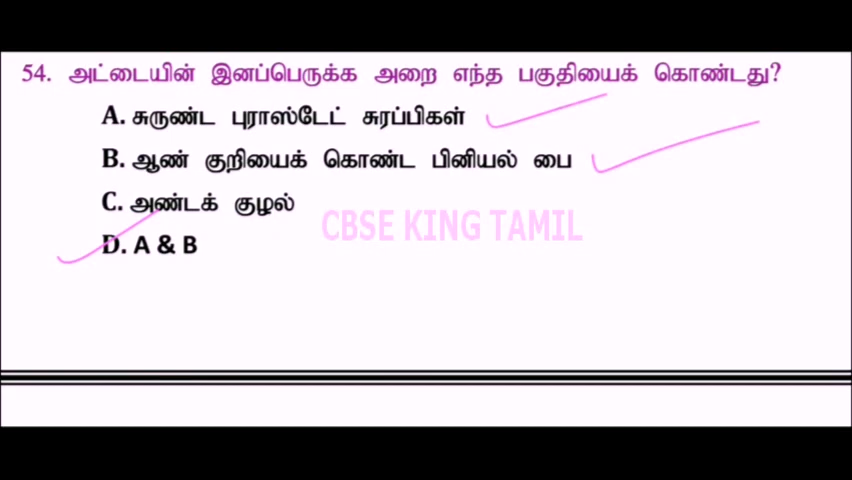 54. அட்டையின் இனப்பெருக்க அறை எந்த பகுதியைக் கொண்டது?
A. சுருண்ட புராஸ்டேட் சுரப்பிகள்
B. ஆண் குறியைக் கொண்ட பினியல் பை
C. அண்டக் குழல்
CBSE KING TAMIL
D. A & B